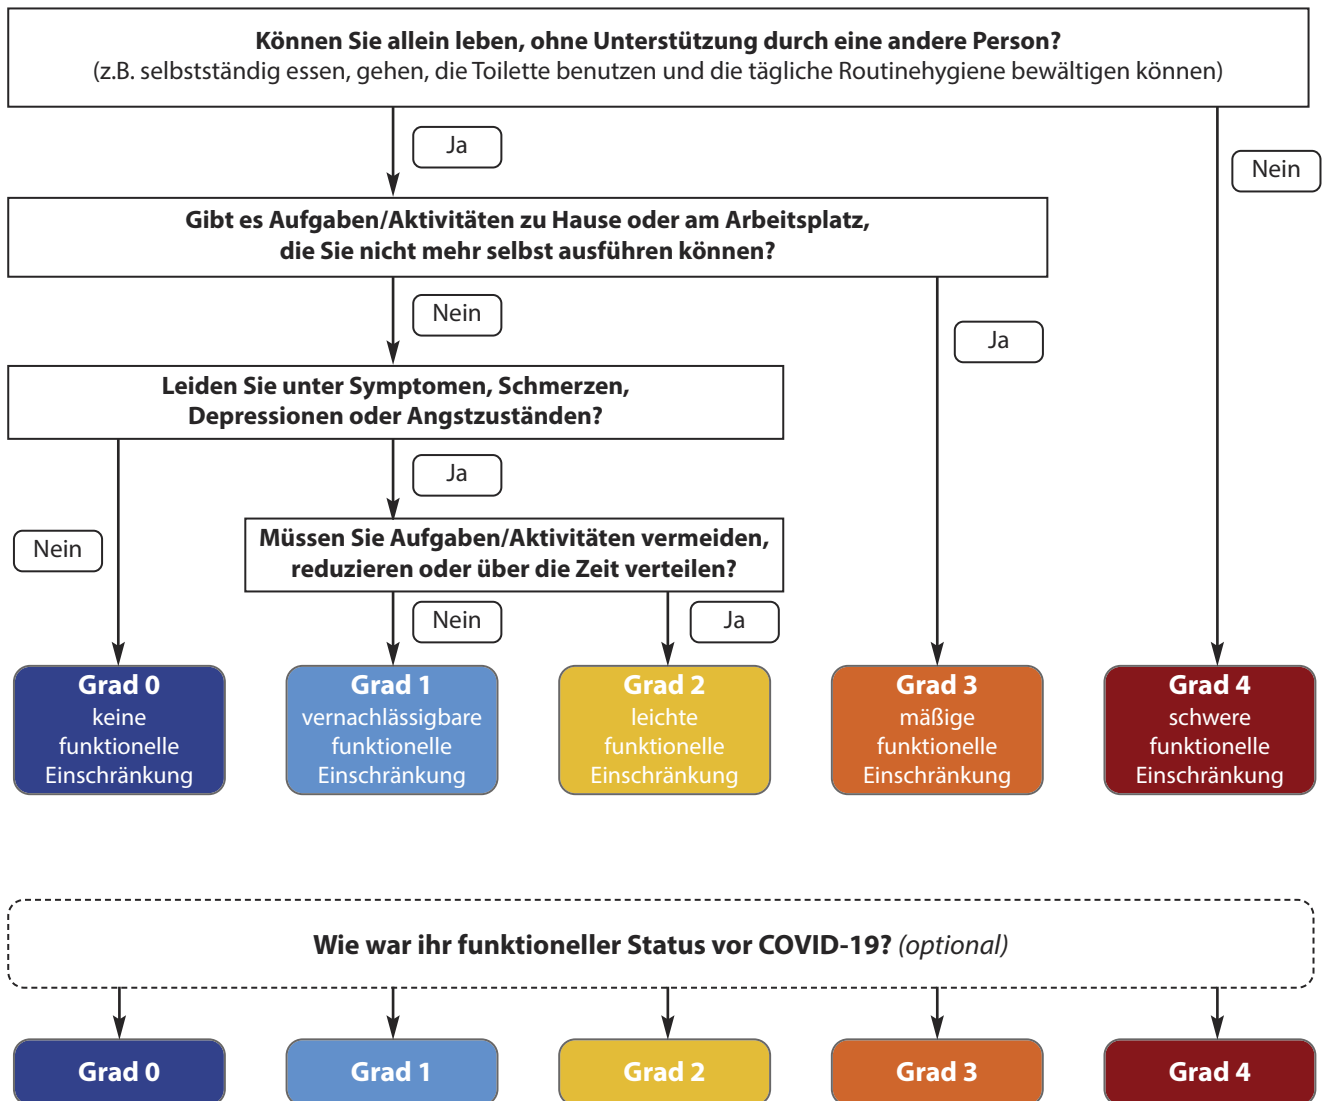 Können Sie allein leben, ohne Unterstützung durch eine andere Person?
(z.B. selbstständig essen, gehen, die Toilette benutzen und die tägliche Routinehygiene bewältigen können)
Ja
Nein
Gibt es Aufgaben/Aktivitäten zu Hause oder am Arbeitsplatz,
die Sie nicht mehr selbst ausführen können?
Nein
Ja
Leiden Sie unter Symptomen, Schmerzen,
Depressionen oder Angstzuständen?
Ja
Nein
Müssen Sie Aufgaben/Aktivitäten vermeiden,
reduzieren oder über die Zeit verteilen?
Nein
Ja
Grad 0
keine
funktionelle
Einschränkung
Grad 1
vernachlässigbare
funktionelle
Einschränkung
Grad 2
leichte
funktionelle
Einschränkung
Grad 3
mäßige
funktionelle
Einschränkung
Grad 4
schwere
funktionelle
Einschränkung
Wie war ihr funktioneller Status vor COVID-19? (optional)
Grad 0
Grad 1
Grad 2
Grad 3
Grad 4